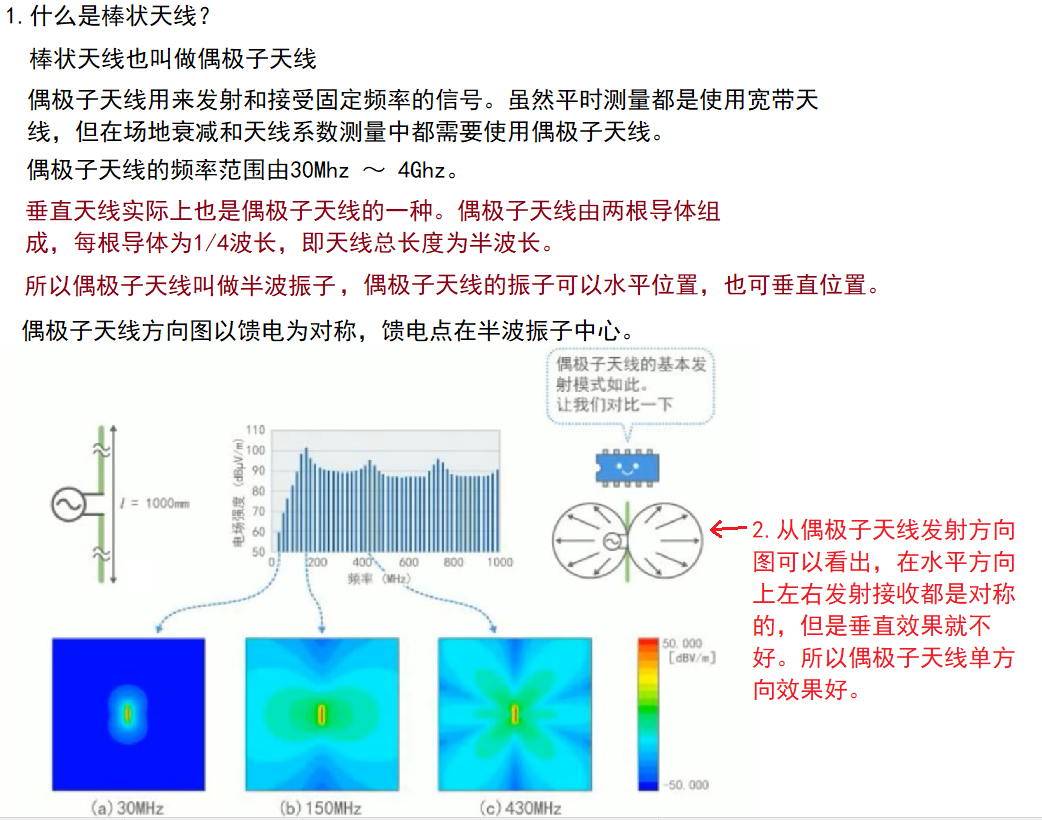 1.什么是棒状天线？
棒状天线也叫做偶极子天线
偶极子天线用来发射和接受固定频率的信号。虽然平时测量都是使用宽带天
线，但在场地衰减和天线系数测量中都需要使用偶极子天线。
偶极子天线的频率范围由30Mhz ～ 4Ghz。
垂直天线实际上也是偶极子天线的一种。偶极子天线由两根导体组
成，每根导体为1/4波长，即天线总长度为半波长。
所以偶极子天线叫做半波振子，偶极子天线的振子可以水平位置，也可垂直位置。
偶极子天线方向图以馈电为对称，馈电点在半波振子中心。
偶极子天线的基本发
射模式如此。
让我们对比一下
l = 1000mm
电场强度 (dBμV/m)
110
100
90
80
70
60
50
0 200 400 600 800 1000
频率 (MHz)
2.从偶极子天线发射方向
图可以看出，在水平方向
上左右发射接收都是对称
的，但是垂直效果就不
好。所以偶极子天线单方
向效果好。
50.000
[dBV/m]
-50.000
(a)30MHz
(b)150MHz
(c)430MHz